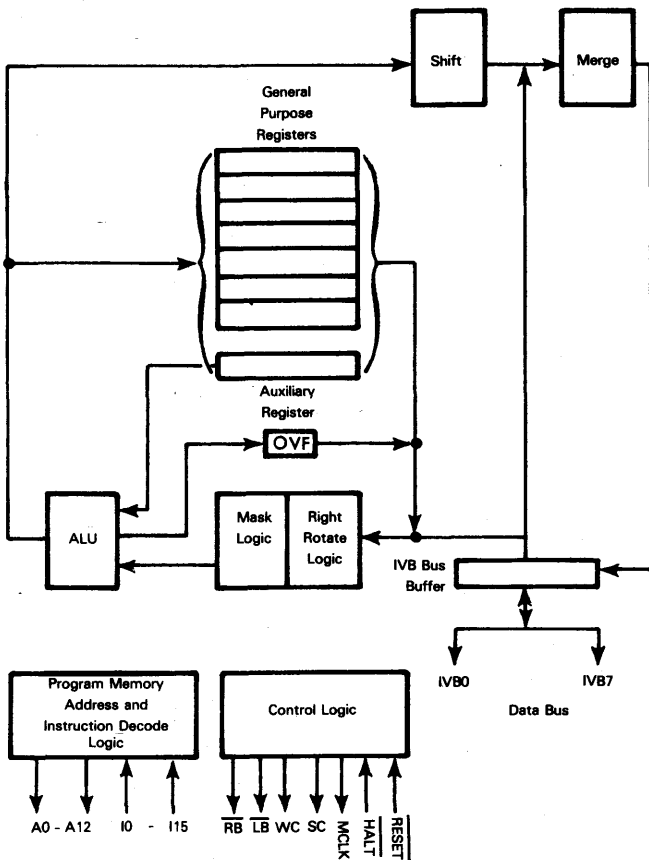 Shift
Merge
General
Purpose
Registers
Auxiliary
Register
OVF
ALU
Mask
Logic
Right
Rotate
Logic
IVB Bus
Buffer
IVB0
IVB7
Data Bus
Program Memory
Address and
Instruction Decode
Logic
Control Logic
A0 - A12
I0 - I15
RB
LB
WC
SC
MCLK
HALT
RESET